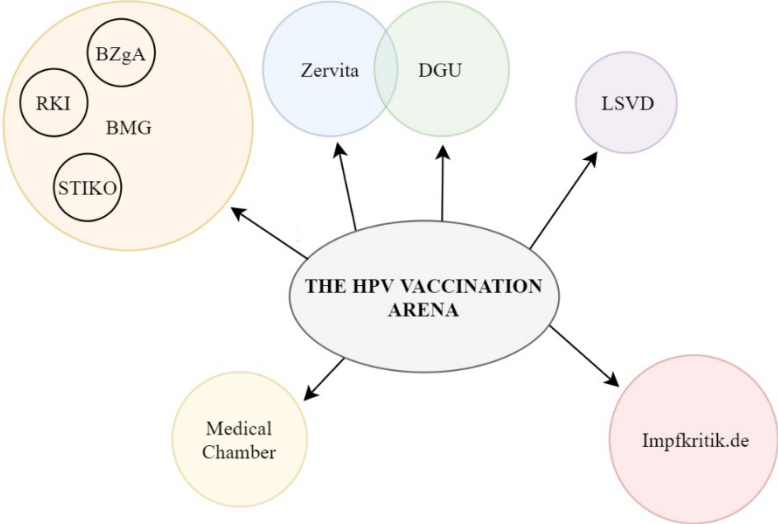 BZgA
RKI
BMG
STIKO
Zervita
DGU
LSVD
THE HPV VACCINATION
ARENA
Medical
Chamber
Impfkritik.de